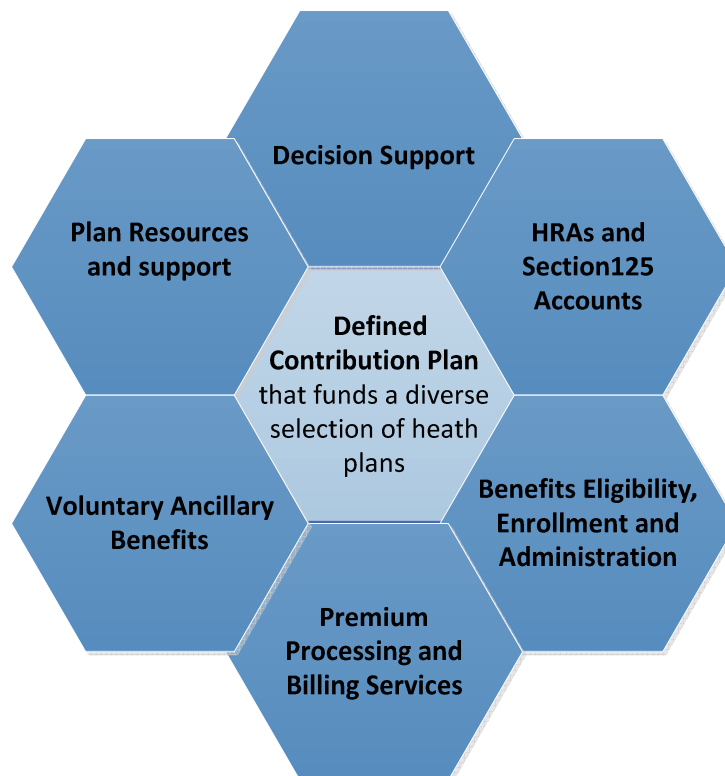 Decision Support
Plan Resources
and support
HRAs and
Section125
Accounts
Defined
Contribution Plan
that funds a diverse
selection of heath
plans
Voluntary Ancillary
Benefits
Benefits Eligibility,
Enrollment and
Administration
Premium
Processing and
Billing Services